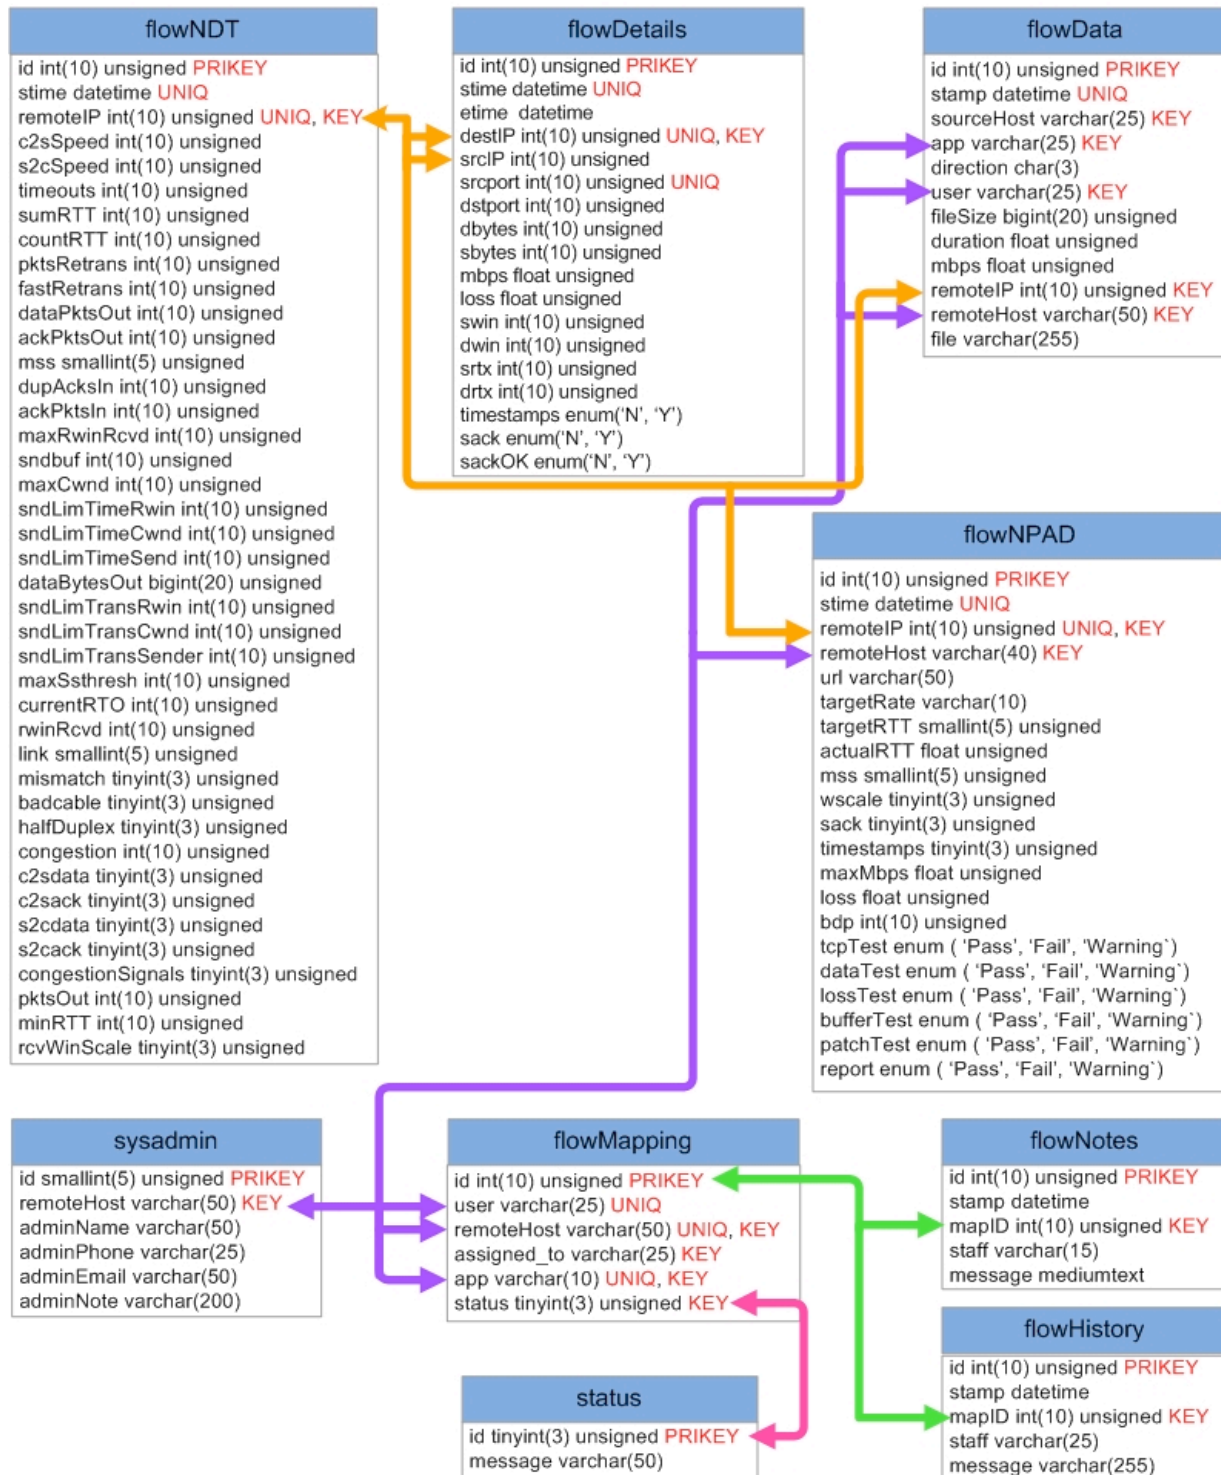 flowNDT
id int(10) unsigned PRIKEY
stime datetime UNIQ
remoteIP int(10) unsigned UNIQ, KEY
c2sSpeed int(10) unsigned
s2cSpeed int(10) unsigned
timeouts int(10) unsigned
sumRTT int(10) unsigned
countRTT int(10) unsigned
pktsRetrans int(10) unsigned
fastRetrans int(10) unsigned
dataPktsOut int(10) unsigned
ackPktsOut int(10) unsigned
mss smallint(5) unsigned
dupAcksIn int(10) unsigned
ackPktsIn int(10) unsigned
maxRwinRcvd int(10) unsigned
sndbuf int(10) unsigned
maxCwnd int(10) unsigned
sndLimTimeRwin int(10) unsigned
sndLimTimeCwnd int(10) unsigned
sndLimTimeSend int(10) unsigned
dataBytesOut bigint(20) unsigned
sndLimTransRwin int(10) unsigned
sndLimTransCwnd int(10) unsigned
sndLimTransSender int(10) unsigned
maxSsthresh int(10) unsigned
currentRTO int(10) unsigned
rwinRcvd int(10) unsigned
link smallint(5) unsigned
mismatch tinyint(3) unsigned
badcable tinyint(3) unsigned
halfDuplex tinyint(3) unsigned
congestion int(10) unsigned
c2sdata tinyint(3) unsigned
c2sack tinyint(3) unsigned
s2cdata tinyint(3) unsigned
s2cack tinyint(3) unsigned
congestionSignals tinyint(3) unsigned
pktsOut int(10) unsigned
minRTT int(10) unsigned
rcvWinScale tinyint(3) unsigned
flowDetails
id int(10) unsigned PRIKEY
stime datetime UNIQ
etime datetime
destIP int(10) unsigned UNIQ, KEY
srcIP int(10) unsigned
srcport int(10) unsigned UNIQ
dstport int(10) unsigned
dbytes int(10) unsigned
sbytes int(10) unsigned
mbps float unsigned
loss float unsigned
swin int(10) unsigned
dwin int(10) unsigned
srtx int(10) unsigned
drtx int(10) unsigned
timestamps enum(‘N’, ‘Y’)
sack enum(‘N’, ‘Y’)
sackOK enum(‘N’, ‘Y’)
flowData
id int(10) unsigned PRIKEY
stamp datetime UNIQ
sourceHost varchar(25) KEY
app varchar(25) KEY
direction char(3)
user varchar(25) KEY
fileSize bigint(20) unsigned
duration float unsigned
mbps float unsigned
remoteIP int(10) unsigned KEY
remoteHost varchar(50) KEY
file varchar(255)
flowNPAD
id int(10) unsigned PRIKEY
stime datetime UNIQ
remoteIP int(10) unsigned UNIQ, KEY
remoteHost varchar(40) KEY
url varchar(50)
targetRate varchar(10)
targetRTT smallint(5) unsigned
actualRTT float unsigned
mss smallint(5) unsigned
wscale tinyint(3) unsigned
sack tinyint(3) unsigned
timestamps tinyint(3) unsigned
maxMbps float unsigned
loss float unsigned
bdp int(10) unsigned
tcpTest enum ( ‘Pass’, ‘Fail’, ‘Warning`)
dataTest enum ( ‘Pass’, ‘Fail’, ‘Warning`)
lossTest enum ( ‘Pass’, ‘Fail’, ‘Warning`)
bufferTest enum ( ‘Pass’, ‘Fail’, ‘Warning`)
patchTest enum ( ‘Pass’, ‘Fail’, ‘Warning`)
report enum ( ‘Pass’, ‘Fail’, ‘Warning`)
sysadmin
id smallint(5) unsigned PRIKEY
remoteHost varchar(50) KEY
adminName varchar(50)
adminPhone varchar(25)
adminEmail varchar(50)
adminNote varchar(200)
flowMapping
id int(10) unsigned PRIKEY
user varchar(25) UNIQ
remoteHost varchar(50) UNIQ, KEY
assigned_to varchar(25) KEY
app varchar(10) UNIQ, KEY
status tinyint(3) unsigned KEY
flowNotes
id int(10) unsigned PRIKEY
stamp datetime
mapID int(10) unsigned KEY
staff varchar(15)
message mediumtext
status
id tinyint(3) unsigned PRIKEY
message varchar(50)
flowHistory
id int(10) unsigned PRIKEY
stamp datetime
mapID int(10) unsigned KEY
staff varchar(25)
message varchar(255)